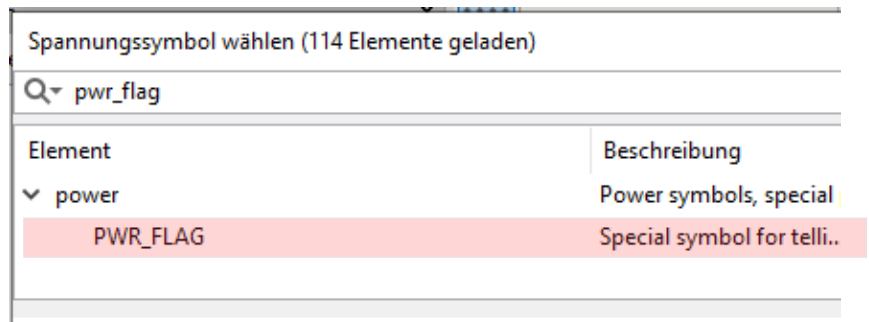 Spannungssymbol wählen (114 Elemente geladen)
pwr_flag
Element Beschreibung
power Power symbols, special
PWR_FLAG Special symbol for telli..